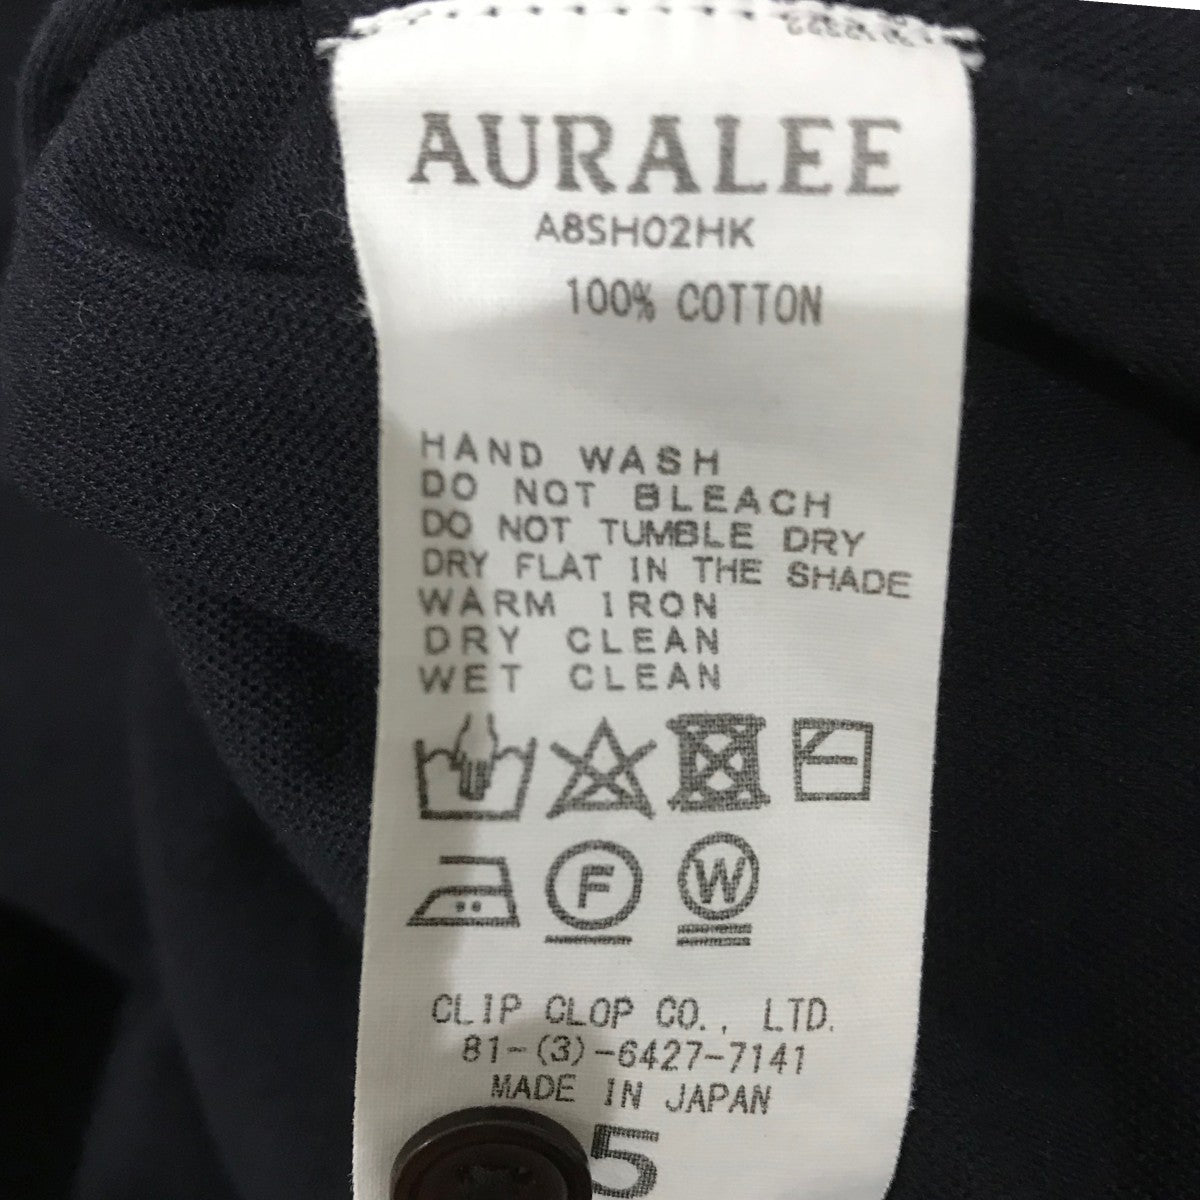 AURALEE
A8SH02HK
100% COTTON
HAND WASH
DO NOT BLEACH
DO NOT TUMBLE DRY
DRY FLAT IN THE SHADE
WARM IRON
DRY CLEAN
WET CLEAN
F W
CLIP CLOP CO., LTD.
81-(3)-6427-7141
MADE IN JAPAN
5